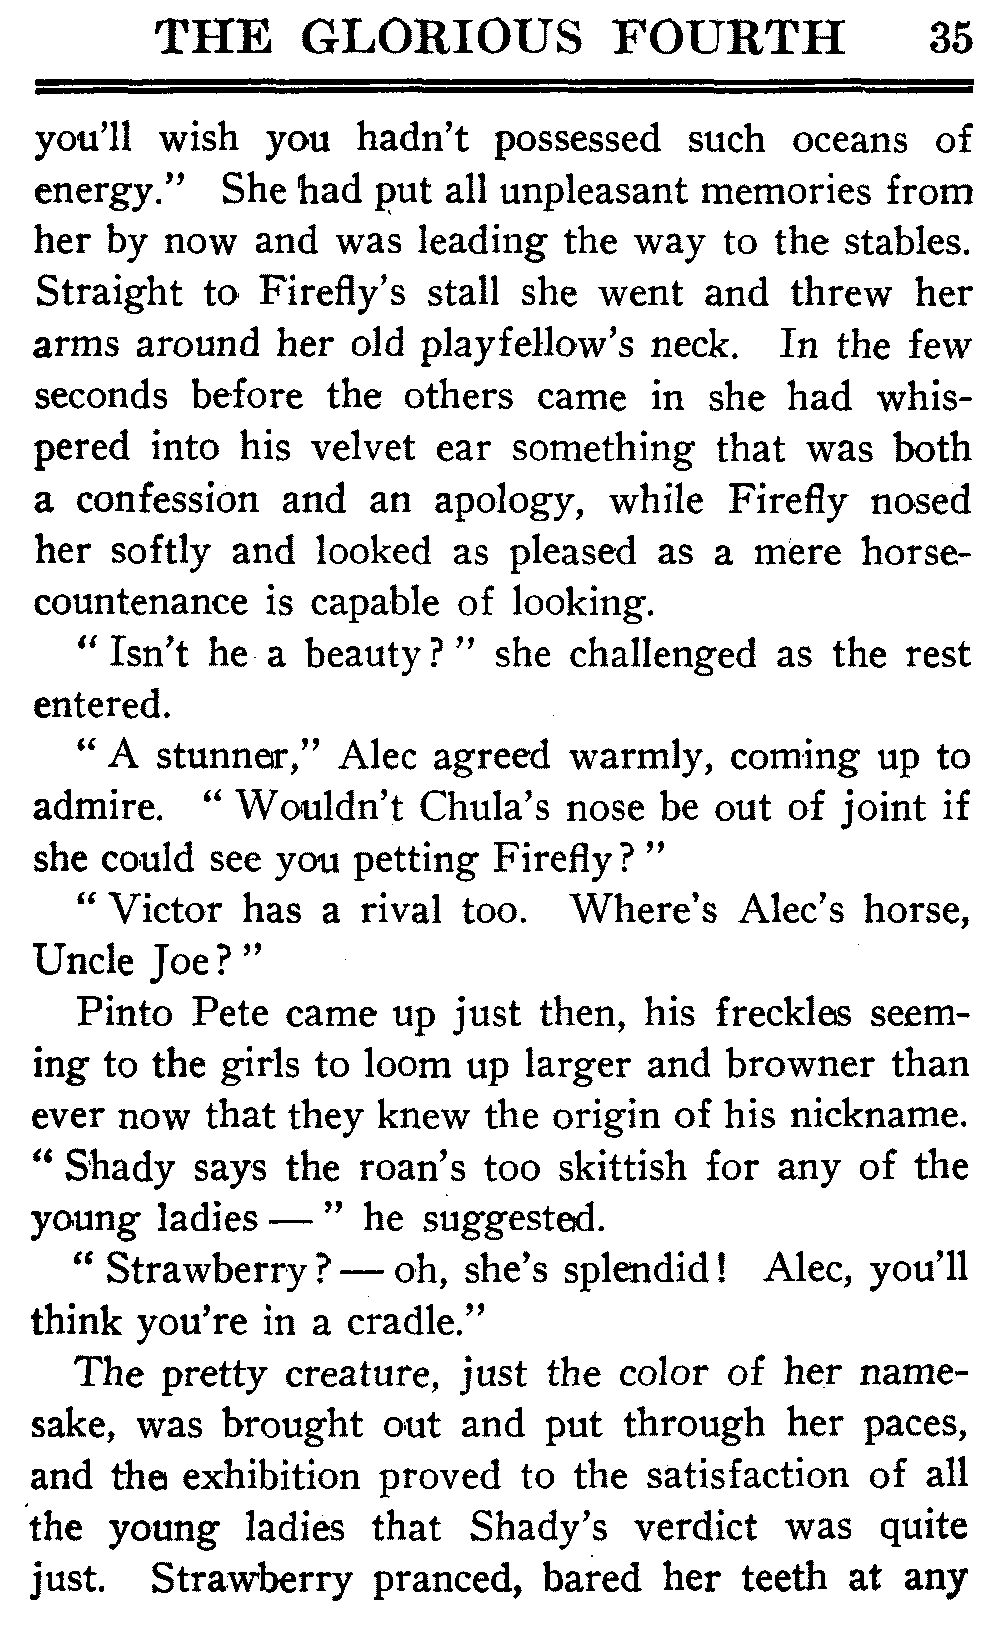 THE GLORIOUS FOURTH 35
you'll wish you hadn't possessed such oceans of
energy." She had put all unpleasant memories from
her by now and was leading the way to the stables.
Straight to Firefly's stall she went and threw her
arms around her old playfellow's neck. In the few
seconds before the others came in she had whis-
pered into his velvet ear something that was both
a confession and an apology, while Firefly nosed
her softly and looked as pleased as a mere horse-
countenance is capable of looking.
"Isn't he a beauty?" she challenged as the rest
entered.
"A stunner," Alec agreed warmly, coming up to
admire. "Wouldn't Chula's nose be out of joint if
she could see you petting Firefly?"
"Victor has a rival too. Where's Alec's horse,
Uncle Joe?"
Pinto Pete came up just then, his freckles seem-
ing to the girls to loom up larger and browner than
ever now that they knew the origin of his nickname.
"Shady says the roan's too skittish for any of the
young ladies —" he suggested.
"Strawberry? — oh, she's splendid! Alec, you'll
think you're in a cradle."
The pretty creature, just the color of her name-
sake, was brought out and put through her paces,
and the exhibition proved to the satisfaction of all
the young ladies that Shady's verdict was quite
just. Strawberry pranced, bared her teeth at any